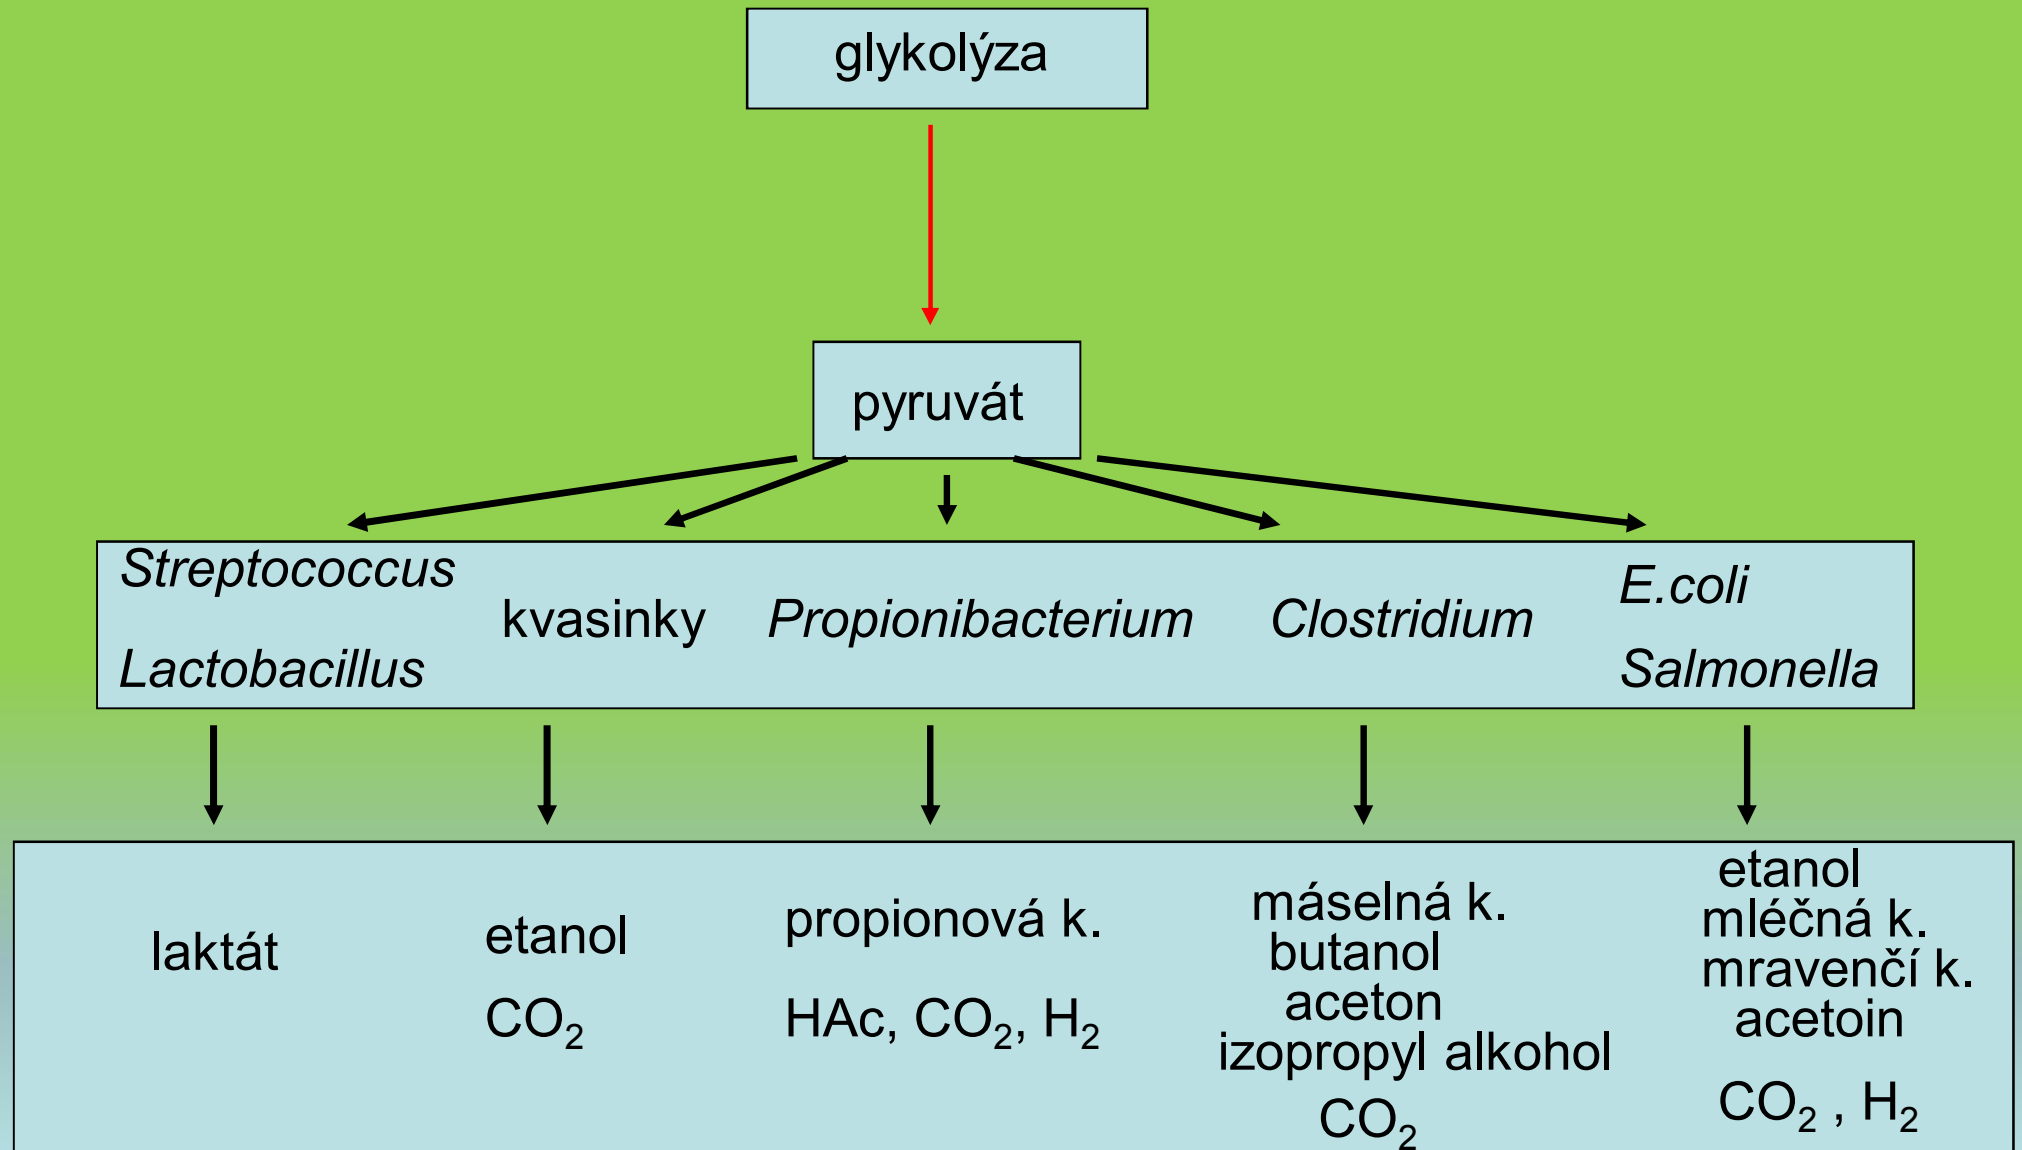 glykolýza
pyruvát
Streptococcus
Lactobacillus
kvasinky
Propionibacterium
Clostridium
E.coli
Salmonella
laktát
etanol
CO₂
propionová k.
HAc, CO₂, H₂
máselná k.
butanol
aceton
izopropyl alkohol
CO₂
etanol
mléčná k.
mravenčí k.
acetoin
CO₂ , H₂